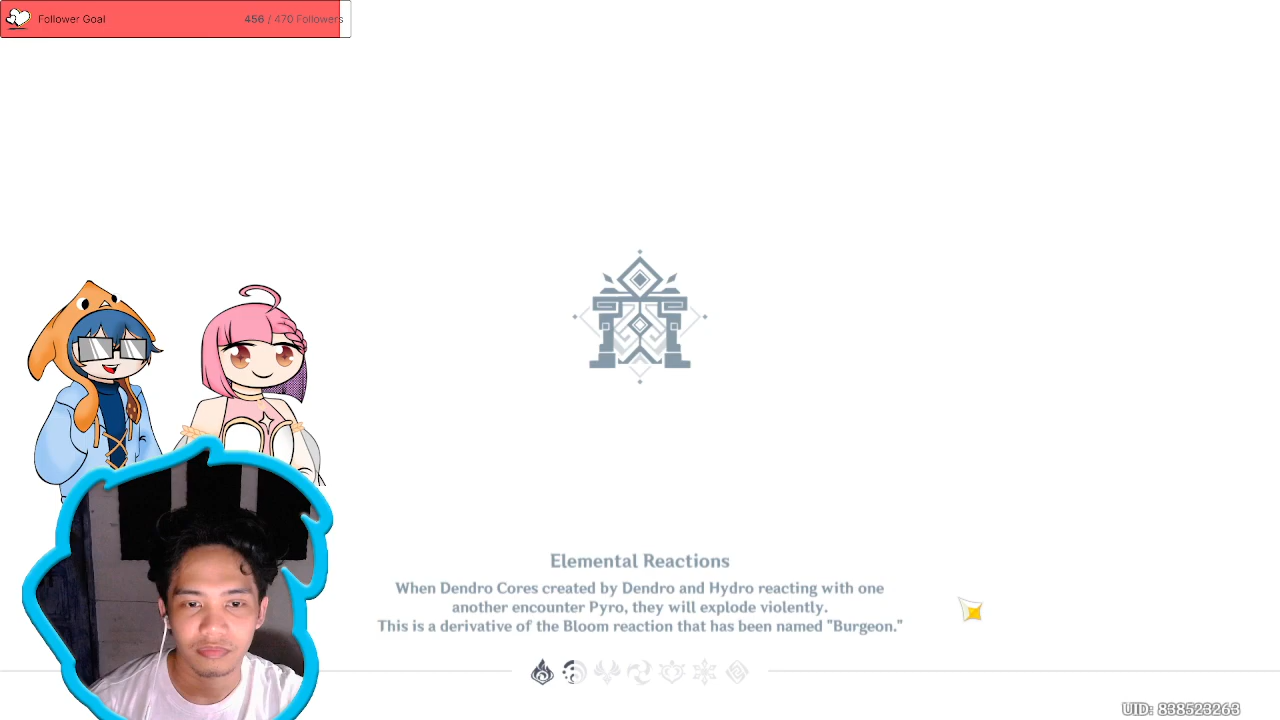 Follower Goal 456 / 470 Followers
Elemental Reactions
When Dendro Cores created by Dendro and Hydro reacting with one
another encounter Pyro, they will explode violently.
This is a derivative of the Bloom reaction that has been named "Burgeon."
UID: 838523263